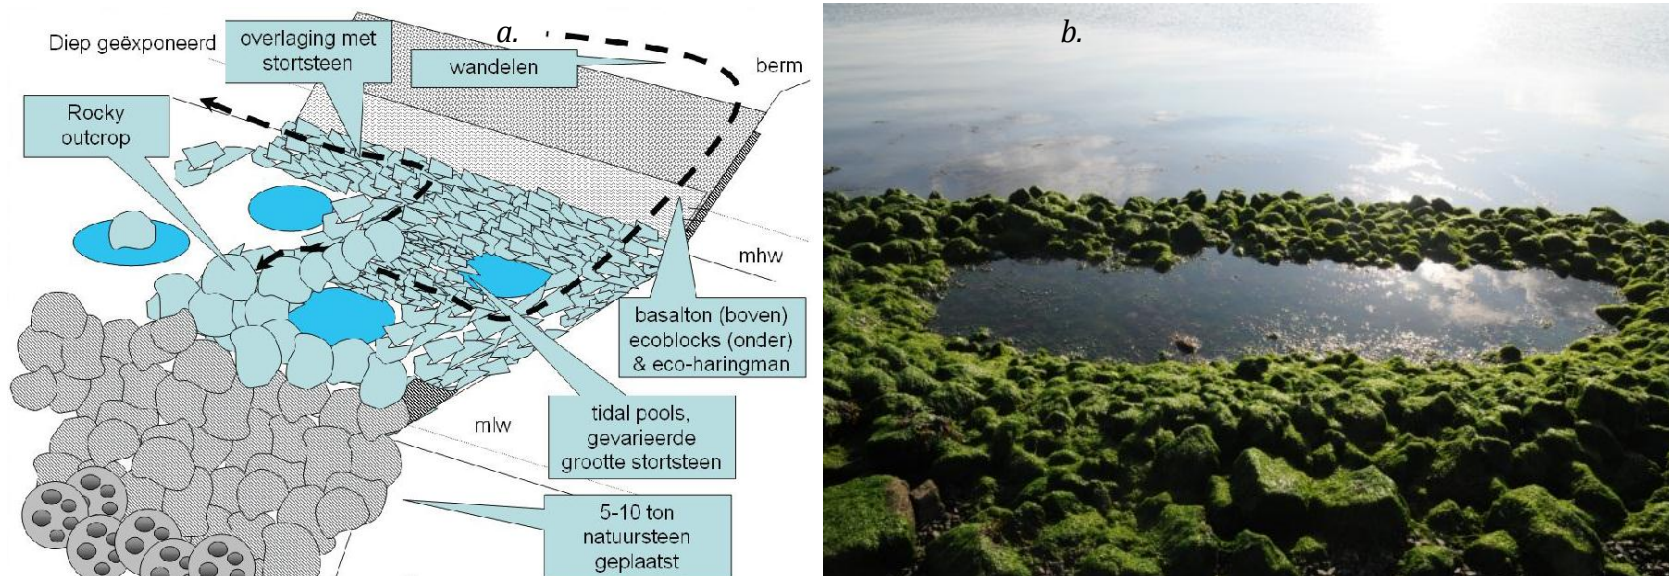 Diep geëxponeerd
overlaging met
stortsteen
a.
wandelen
berm
Rocky
outcrop
mhw
basalton (boven)
ecoblocks (onder)
& eco-haringman
tidal pools,
gevarieerde
grootte stortsteen
mlw
5-10 ton
natuursteen
geplaatst
b.